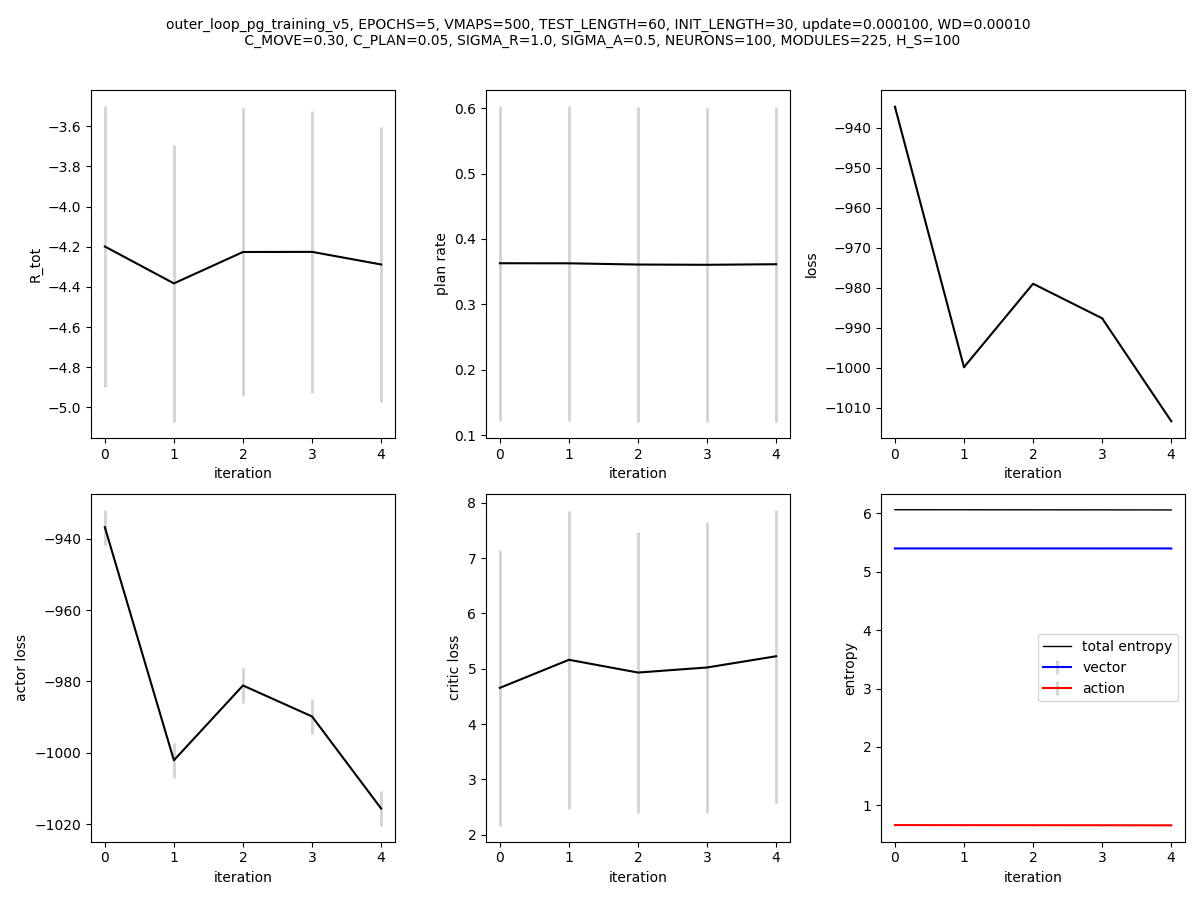 outer_loop_pg_training_v5, EPOCHS=5, VMAPS=500, TEST_LENGTH=60, INIT_LENGTH=30, update=0.000100, WD=0.00010
C_MOVE=0.30, C_PLAN=0.05, SIGMA_R=1.0, SIGMA_A=0.5, NEURONS=100, MODULES=225, H_S=100
R_tot
−3.6
−3.8
−4.0
−4.2
−4.4
−4.6
−4.8
−5.0
0 1 2 3 4
iteration
plan rate
0.6
0.5
0.4
0.3
0.2
0.1
0 1 2 3 4
iteration
loss
−940
−950
−960
−970
−980
−990
−1000
−1010
0 1 2 3 4
iteration
actor loss
−940
−960
−980
−1000
−1020
0 1 2 3 4
iteration
critic loss
8
7
6
5
4
3
2
0 1 2 3 4
iteration
entropy
6
5
4
3
2
1
total entropy
vector
action
0 1 2 3 4
iteration